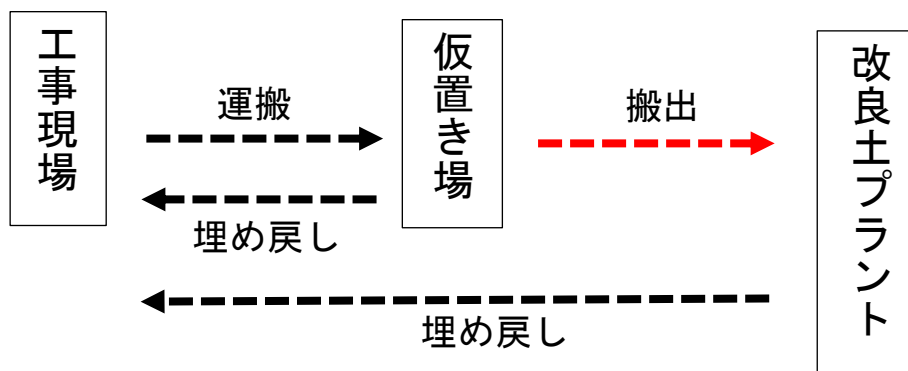 工事現場
仮置き場
改良土プラント
運搬
搬出
埋め戻し
埋め戻し